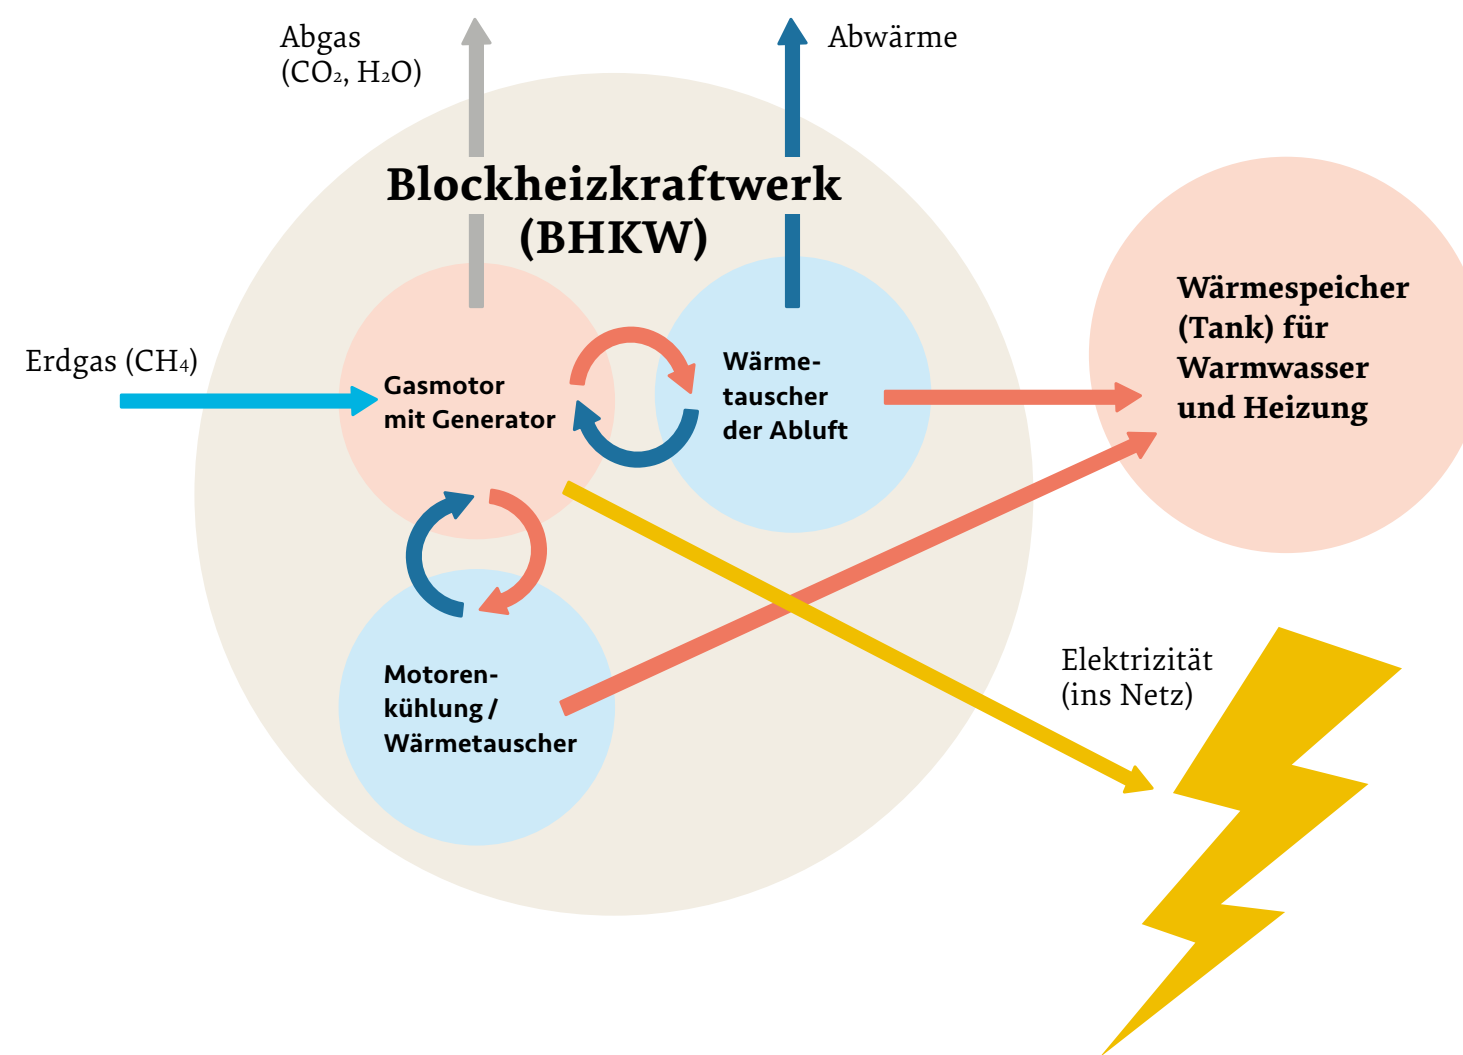 Abgas
(CO₂, H₂O)
Abwärme
Blockheizkraftwerk
(BHKW)
Erdgas (CH₄)
Gasmotor
mit Generator
Wärme-
tauscher
der Abluft
Wärmespeicher
(Tank) für
Warmwasser
und Heizung
Motoren-
kühlung /
Wärmetauscher
Elektrizität
(ins Netz)